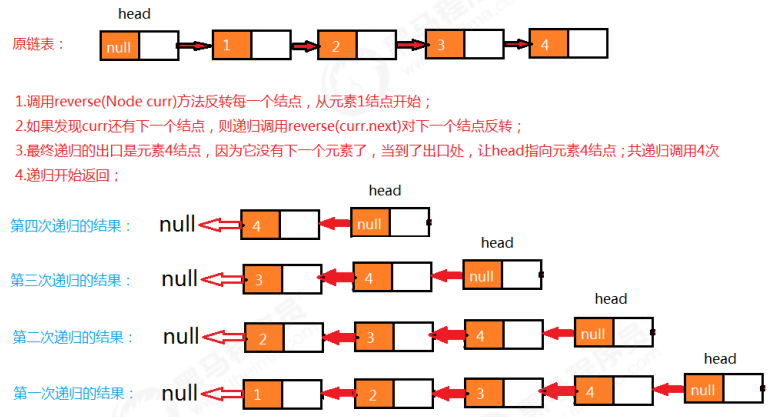 head
原链表： null 1 2 3 4
1.调用reverse(Node curr)方法反转每一个结点，从元素1结点开始；
2.如果发现curr还有下一个结点，则递归调用reverse(curr.next)对下一个结点反转；
3.最终递归的出口是元素4结点，因为它没有下一个元素了，当到了出口处，让head指向元素4结点；共递归调用4次
4.递归开始返回；
head
第四次递归的结果： null 4 null
head
第三次递归的结果： null 3 4 null
head
第二次递归的结果： null 2 3 4 null
head
第一次递归的结果： null 1 2 3 4 null